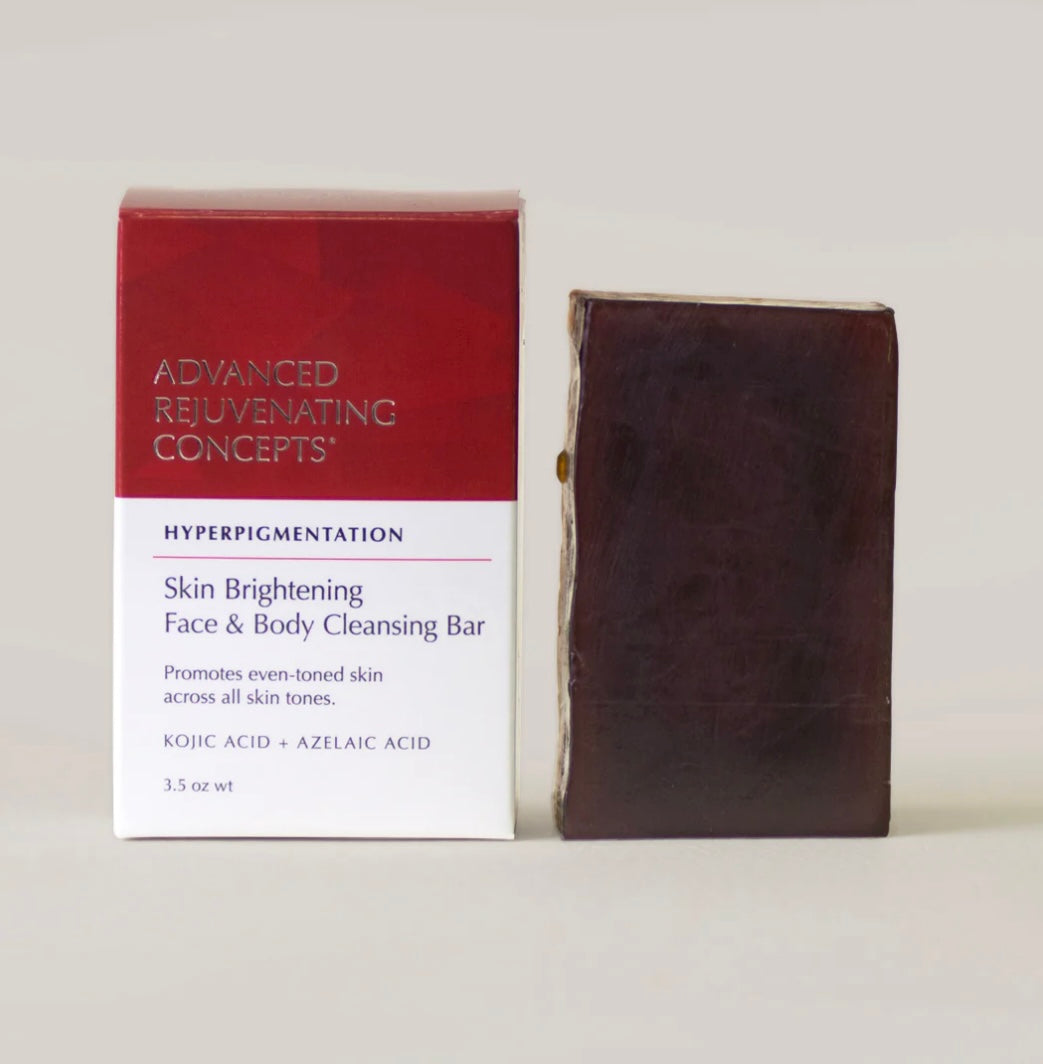 ADVANCED
REJUVENATING
CONCEPTS®
HYPERPIGMENTATION
Skin Brightening
Face & Body Cleansing Bar
Promotes even-toned skin
across all skin tones.
KOJIC ACID + AZELAIC ACID
3.5 oz wt